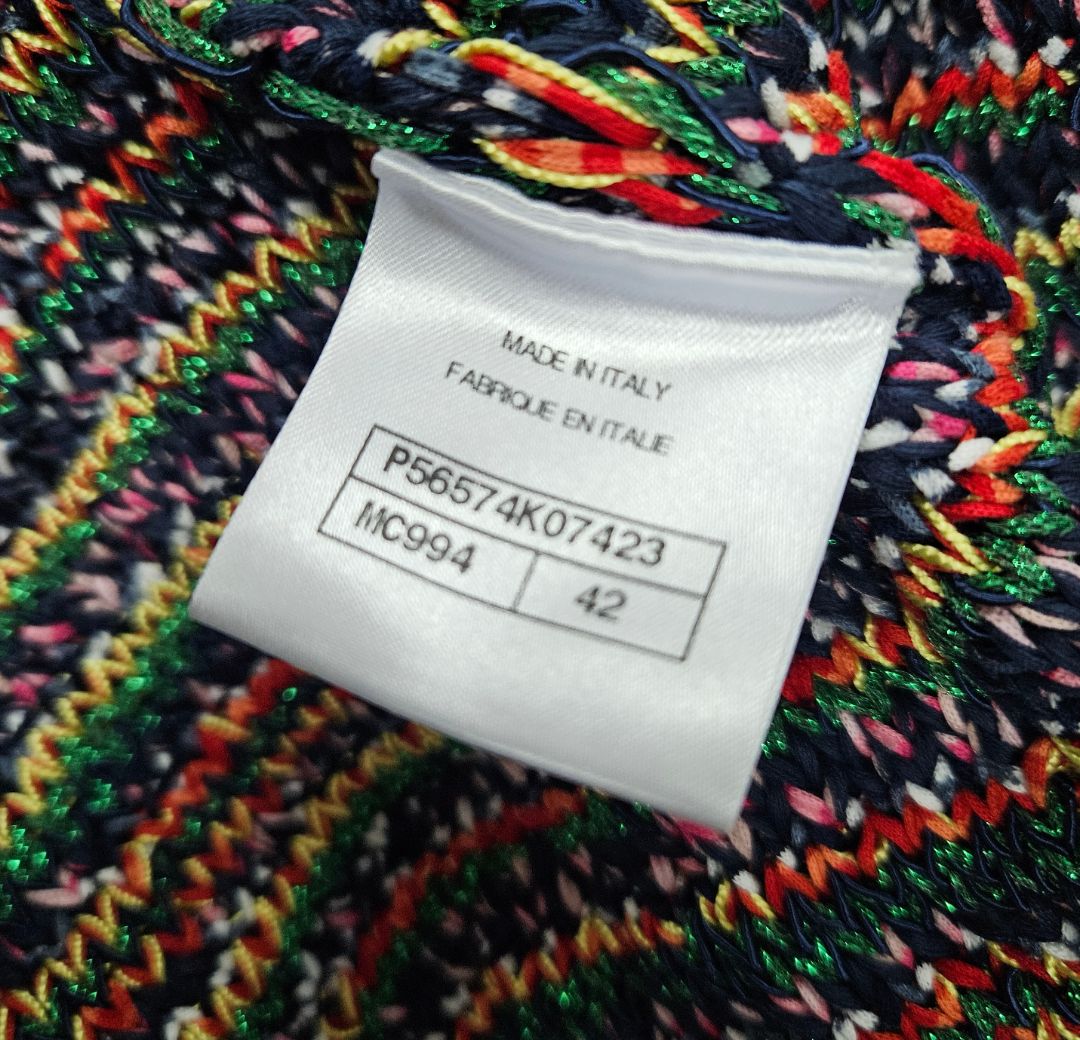 MADE IN ITALY
FABRIQUE EN ITALIE
P56574K07423
MC994 42